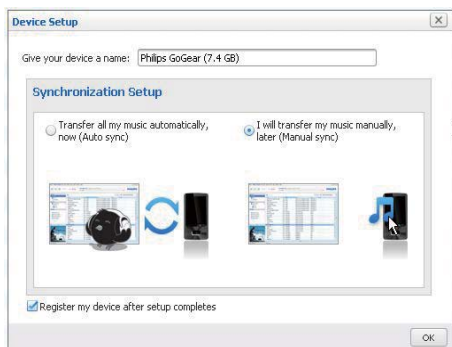 Device Setup
Give your device a name: Philips GoGear (7.4 GB)
Synchronization Setup
Transfer all my music automatically,
now (Auto sync)
I will transfer my music manually,
later (Manual sync)
Register my device after setup completes
OK